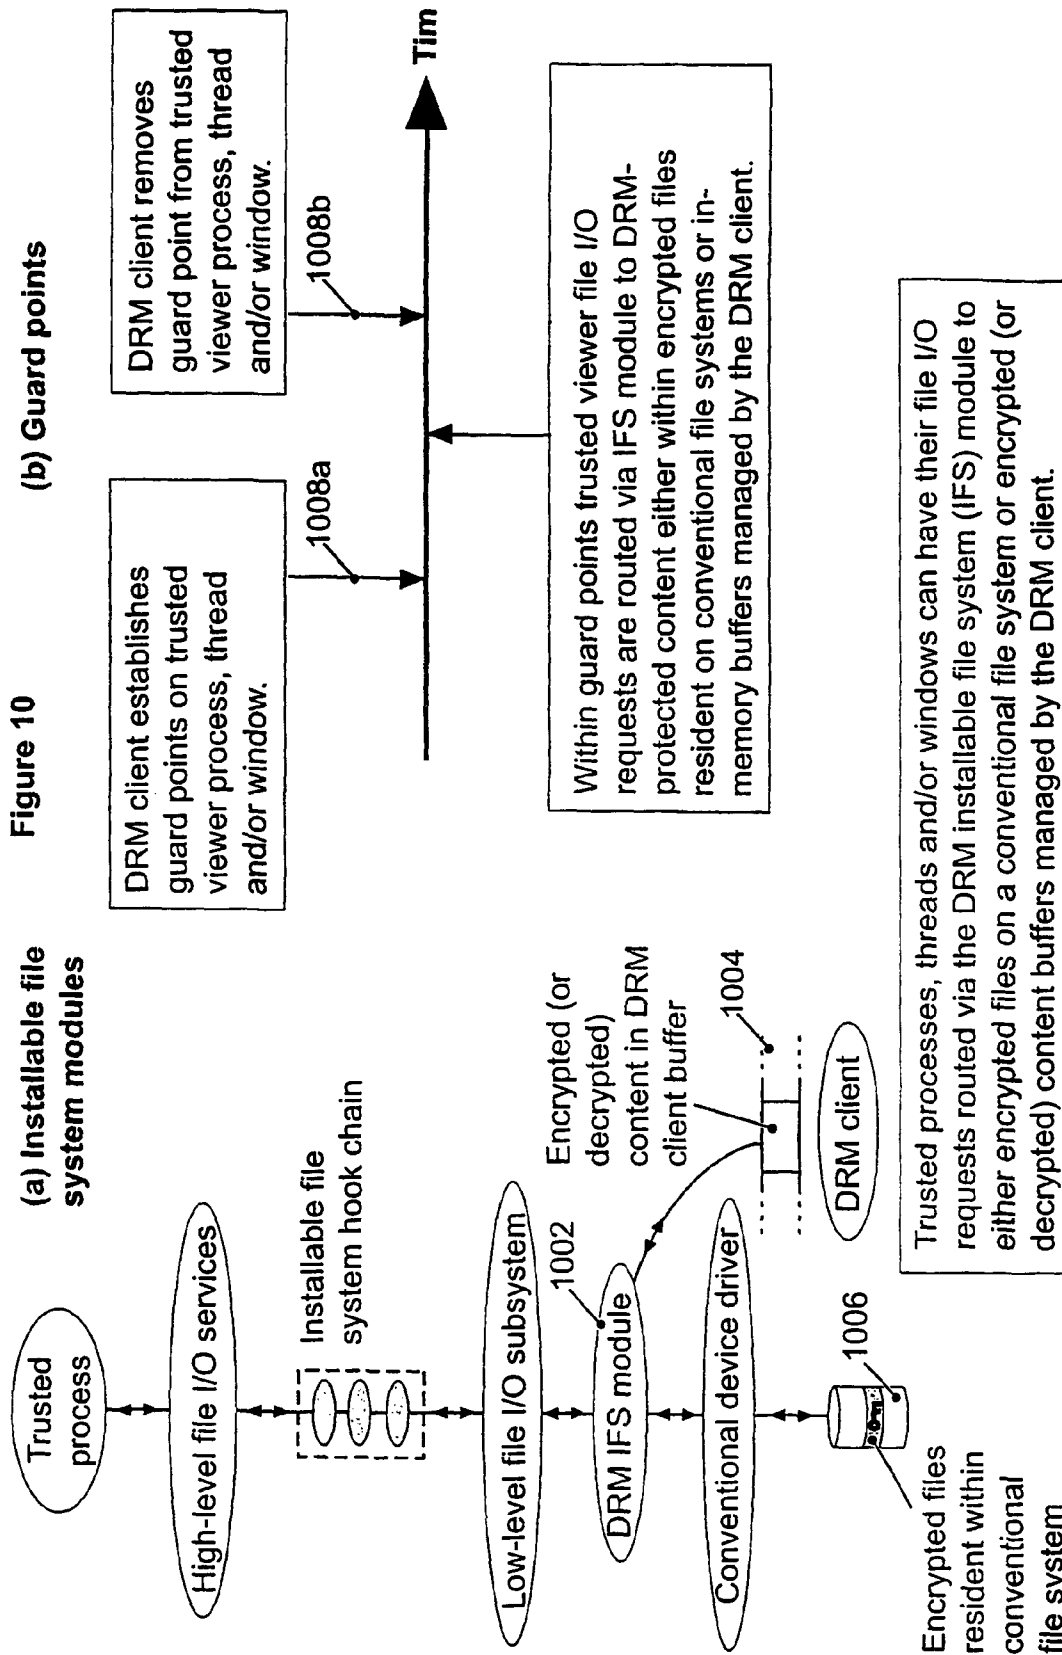 Figure 10
(a) Installable file
system modules
Trusted
process
High-level file I/O services
Installable file
system hook chain
Low-level file I/O subsystem
1002
DRM IFS module
Conventional device driver
Encrypted (or
decrypted)
content in DRM
client buffer
1004
DRM client
1006
Encrypted files
resident within
conventional
file system
(b) Guard points
DRM client establishes
guard points on trusted
viewer process, thread
and/or window.
1008a
DRM client removes
guard point from trusted
viewer process, thread
and/or window.
1008b
Tim
Within guard points trusted viewer file I/O
requests are routed via IFS module to DRM-
protected content either within encrypted files
resident on conventional file systems or in-
memory buffers managed by the DRM client.
Trusted processes, threads and/or windows can have their file I/O
requests routed via the DRM installable file system (IFS) module to
either encrypted files on a conventional file system or encrypted (or
decrypted) content buffers managed by the DRM client.